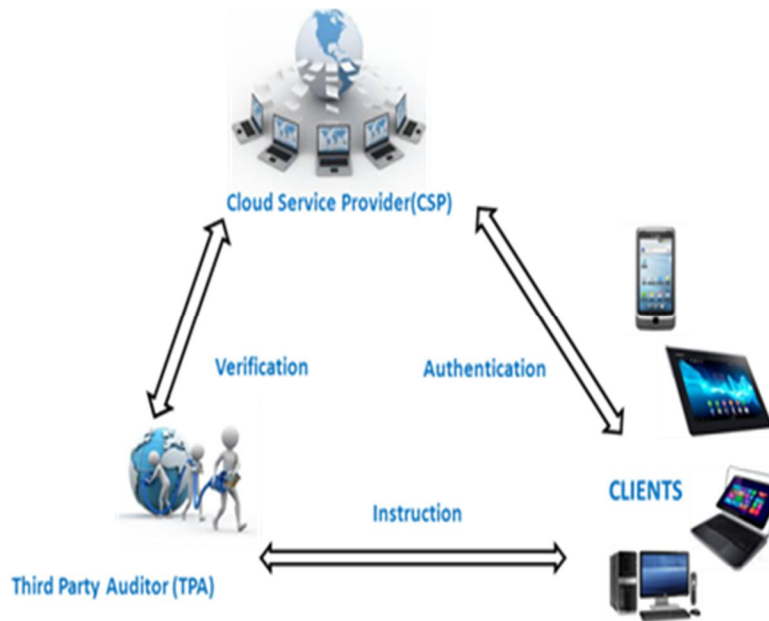 Cloud Service Provider(CSP)
Verification
Authentication
CLIENTS
Instruction
Third Party Auditor (TPA)